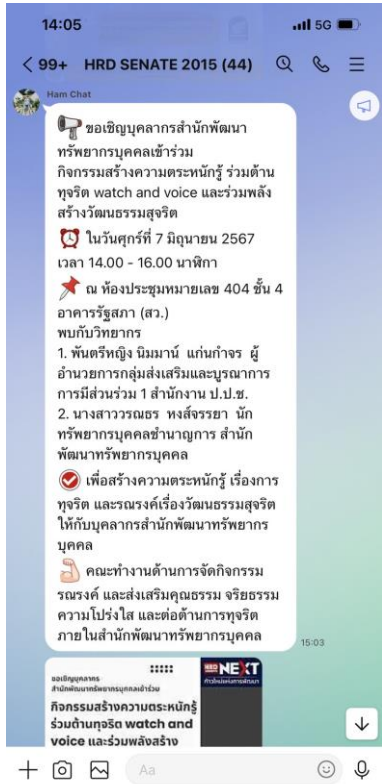 14:05
5G
99+ HRD SENATE 2015 (44)
Ham Chat
ขอเชิญบุคลากรสำนักพัฒนา
ทรัพยากรบุคคลเข้าร่วม
กิจกรรมสร้างความตระหนักรู้ ร่วมต้าน
ทุจริต watch and voice และร่วมพลัง
สร้างวัฒนธรรมสุจริต
ในวันศุกร์ที่ 7 มิถุนายน 2567
เวลา 14.00 - 16.00 นาฬิกา
ณ ห้องประชุมหมายเลข 404 ชั้น 4
อาคารรัฐสภา (สว.)
พบกับวิทยากร
1. พันตรีหญิง นิมมาน์ แก่นกำจร ผู้
อำนวยการกลุ่มส่งเสริมและบูรณาการ
การมีส่วนร่วม 1 สำนักงาน ป.ป.ช.
2. นางสาววรณธร หงส์จรรยา นัก
ทรัพยากรบุคคลชำนาญการ สำนัก
พัฒนาทรัพยากรบุคคล
เพื่อสร้างความตระหนักรู้ เรื่องการ
ทุจริต และรณรงค์เรื่องวัฒนธรรมสุจริต
ให้กับบุคลากรสำนักพัฒนาทรัพยากร
บุคคล
คณะทำงานด้านการจัดกิจกรรม
รณรงค์ และส่งเสริมคุณธรรม จริยธรรม
ความโปร่งใส และต่อต้านการทุจริต
ภายในสำนักพัฒนาทรัพยากรบุคคล
15:03
ขอเชิญบุคลากร
สำนักพัฒนาทรัพยากรบุคคลเข้าร่วม
HRD NEXT
ก้าวใหม่แห่งการพัฒนา
กิจกรรมสร้างความตระหนักรู้
ร่วมต้านทุจริต watch and
voice และร่วมพลังสร้าง
Aa